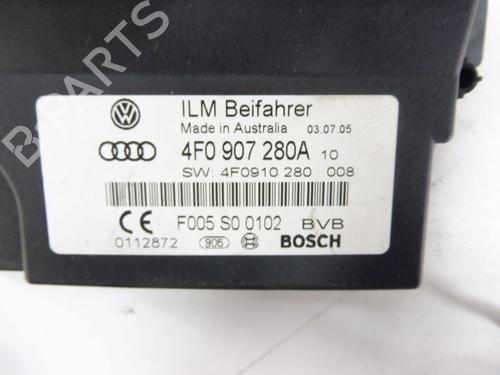 B-PARTS
ILM Beifahrer
Made in Australia 03.07.05
4F0 907 280A 10
SW: 4F0910 280 008
CE F005 S0 0102 BVB
0112872 906 BOSCH